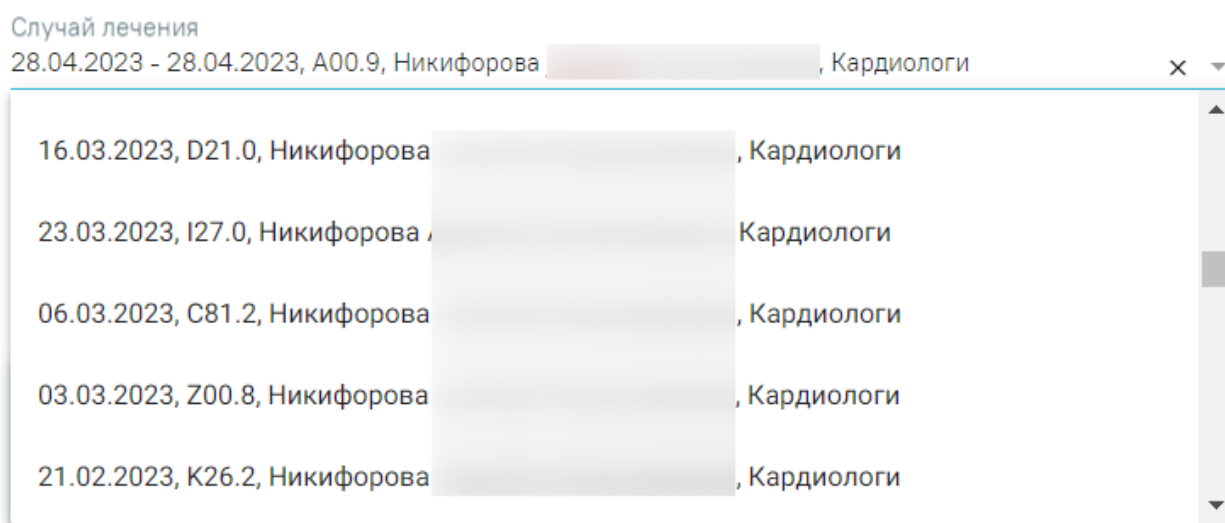 Случай лечения
28.04.2023 - 28.04.2023, A00.9, Никифорова , Кардиологи
16.03.2023, D21.0, Никифорова , Кардиологи
23.03.2023, I27.0, Никифорова Кардиологи
06.03.2023, C81.2, Никифорова , Кардиологи
03.03.2023, Z00.8, Никифорова , Кардиологи
21.02.2023, K26.2, Никифорова , Кардиологи